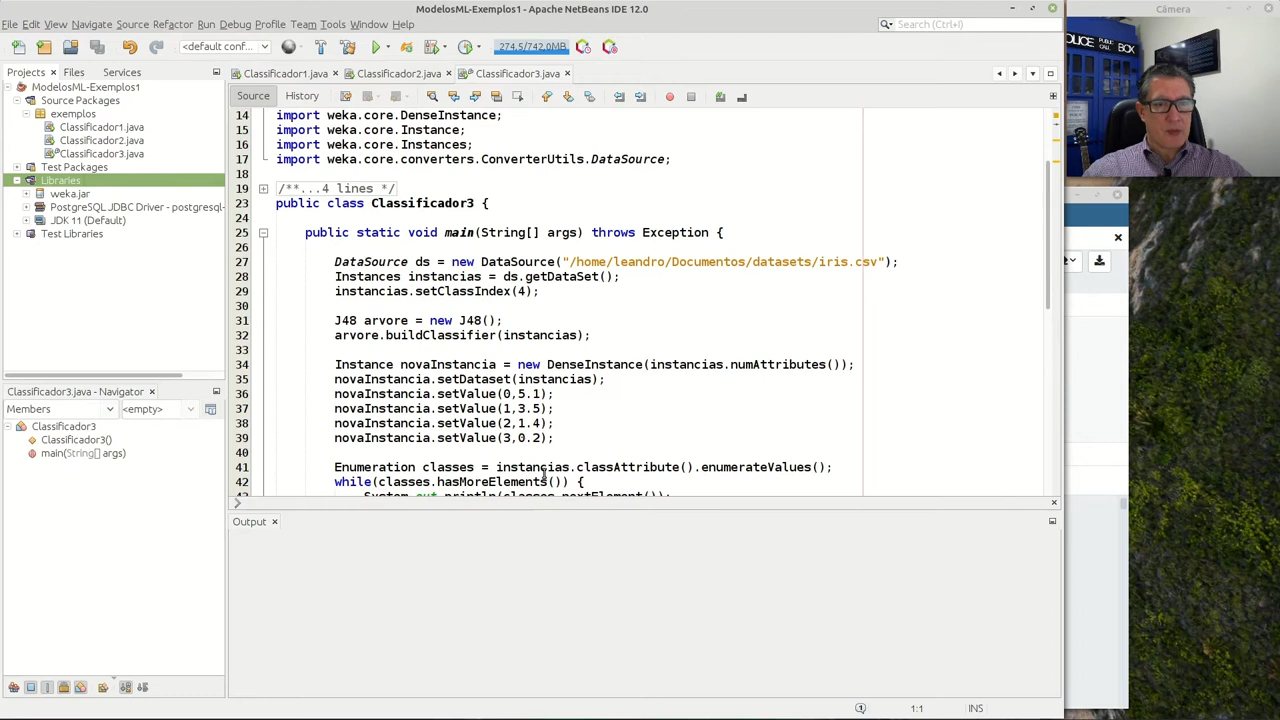 ModelosML-Exemplos1 - Apache NetBeans IDE 12.0
Câmera
File Edit View Navigate Source Refactor Run Debug Profile Team Tools Window Help
Search (Ctrl+I)
<default conf...
274,5/742,0MB
Projects
Files
Services
Classificador1.java
Classificador2.java
Classificador3.java
Source
History
ModelosML-Exemplos1
Source Packages
exemplos
Classificador1.java
Classificador2.java
Classificador3.java
Test Packages
Libraries
weka.jar
PostgreSQL JDBC Driver - postgresql-
JDK 11 (Default)
Test Libraries
14 import weka.core.DenseInstance;
15 import weka.core.Instance;
16 import weka.core.Instances;
17 import weka.core.converters.ConverterUtils.DataSource;
18
19 /**...4 lines */
23 public class Classificador3 {
24
25 public static void main(String[] args) throws Exception {
26
27 DataSource ds = new DataSource("/home/leandro/Documentos/datasets/iris.csv");
28 Instances instancias = ds.getDataSet();
29 instancias.setClassIndex(4);
30
31 J48 arvore = new J48();
32 arvore.buildClassifier(instancias);
33
34 Instance novaInstancia = new DenseInstance(instancias.numAttributes());
35 novaInstancia.setDataset(instancias);
36 novaInstancia.setValue(0,5.1);
37 novaInstancia.setValue(1,3.5);
38 novaInstancia.setValue(2,1.4);
39 novaInstancia.setValue(3,0.2);
40
41 Enumeration classes = instancias.classAttribute().enumerateValues();
42 while(classes.hasMoreElements()) {
System.out.println(classes.nextElement());
Classificador3.java - Navigator
Members
<empty>
Classificador3
Classificador3()
main(String[] args)
Output
1
1:1
INS
POLICE
BOX